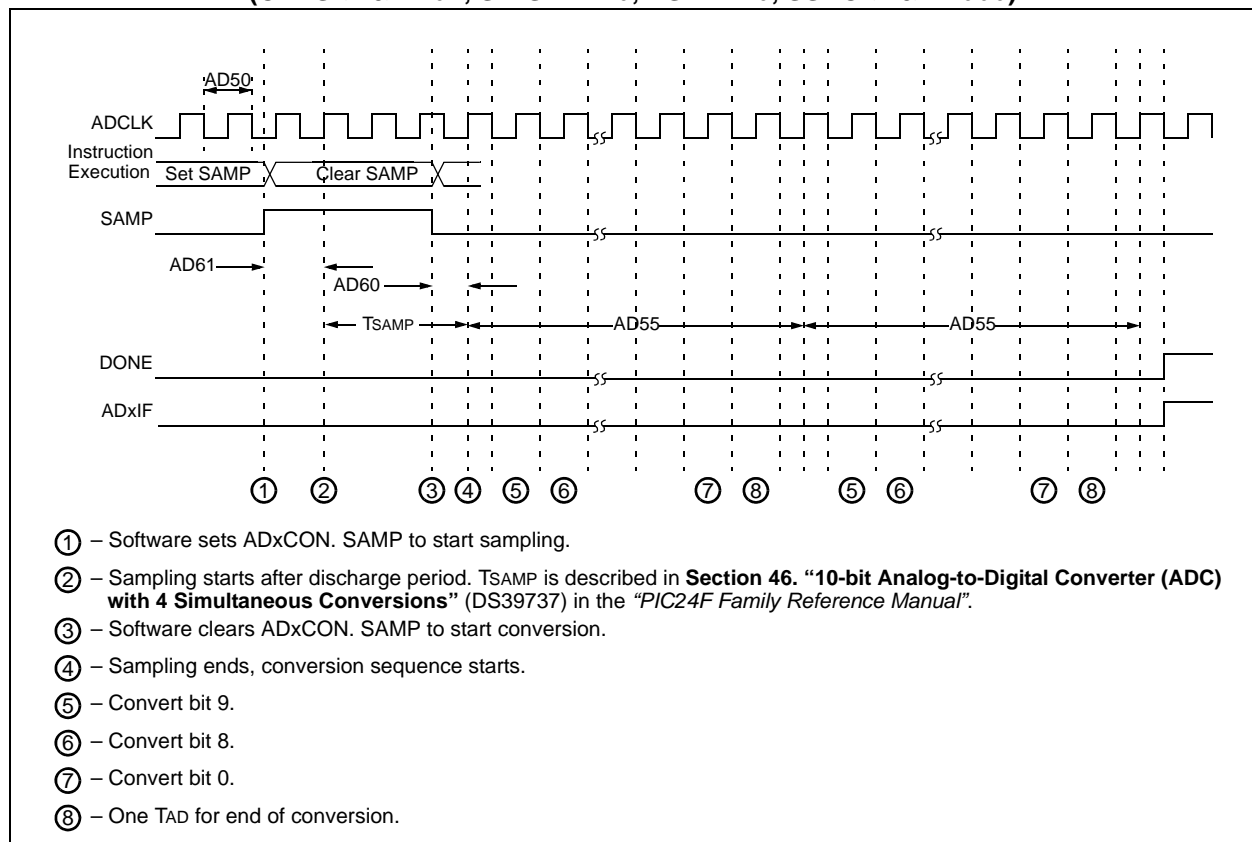 AD50
ADCLK
Instruction
Execution
Set SAMP
Clear SAMP
SAMP
AD61
AD60
TSAMP
AD55
AD55
DONE
ADxIF
1 2 3 4 5 6 7 8 5 6 7 8
1 – Software sets ADxCON. SAMP to start sampling.
2 – Sampling starts after discharge period. TSAMP is described in Section 46. “10-bit Analog-to-Digital Converter (ADC)
with 4 Simultaneous Conversions” (DS39737) in the “PIC24F Family Reference Manual”.
3 – Software clears ADxCON. SAMP to start conversion.
4 – Sampling ends, conversion sequence starts.
5 – Convert bit 9.
6 – Convert bit 8.
7 – Convert bit 0.
8 – One TAD for end of conversion.